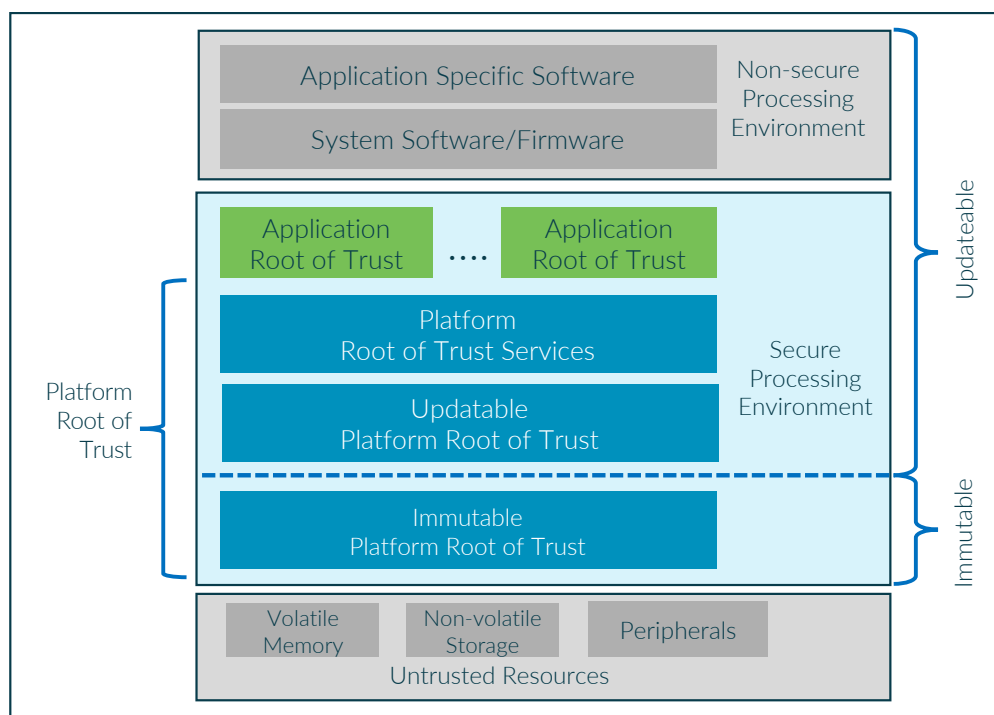 Application Specific Software
System Software/Firmware
Non-secure
Processing
Environment
Application
Root of Trust
....
Application
Root of Trust
Platform
Root of Trust Services
Updatable
Platform Root of Trust
Secure
Processing
Environment
Immutable
Platform Root of Trust
Platform
Root of
Trust
Updateable
Immutable
Volatile
Memory
Non-volatile
Storage
Peripherals
Untrusted Resources